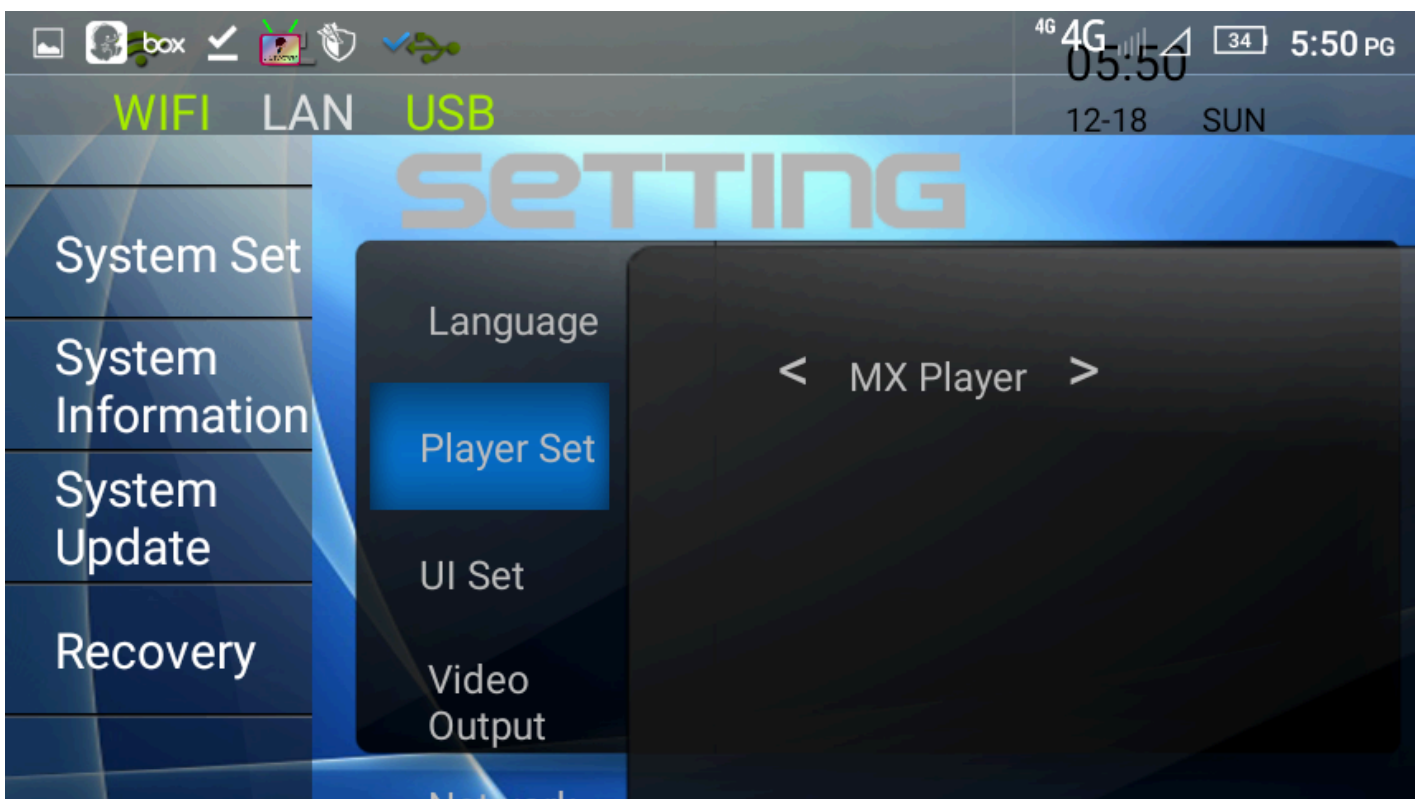 box
4G 4G 34 5:50 PG
05:50
WIFI LAN USB
12-18 SUN
SeTTING
System Set
System
Information
System
Update
Recovery
Language
Player Set
UI Set
Video
Output
< MX Player >